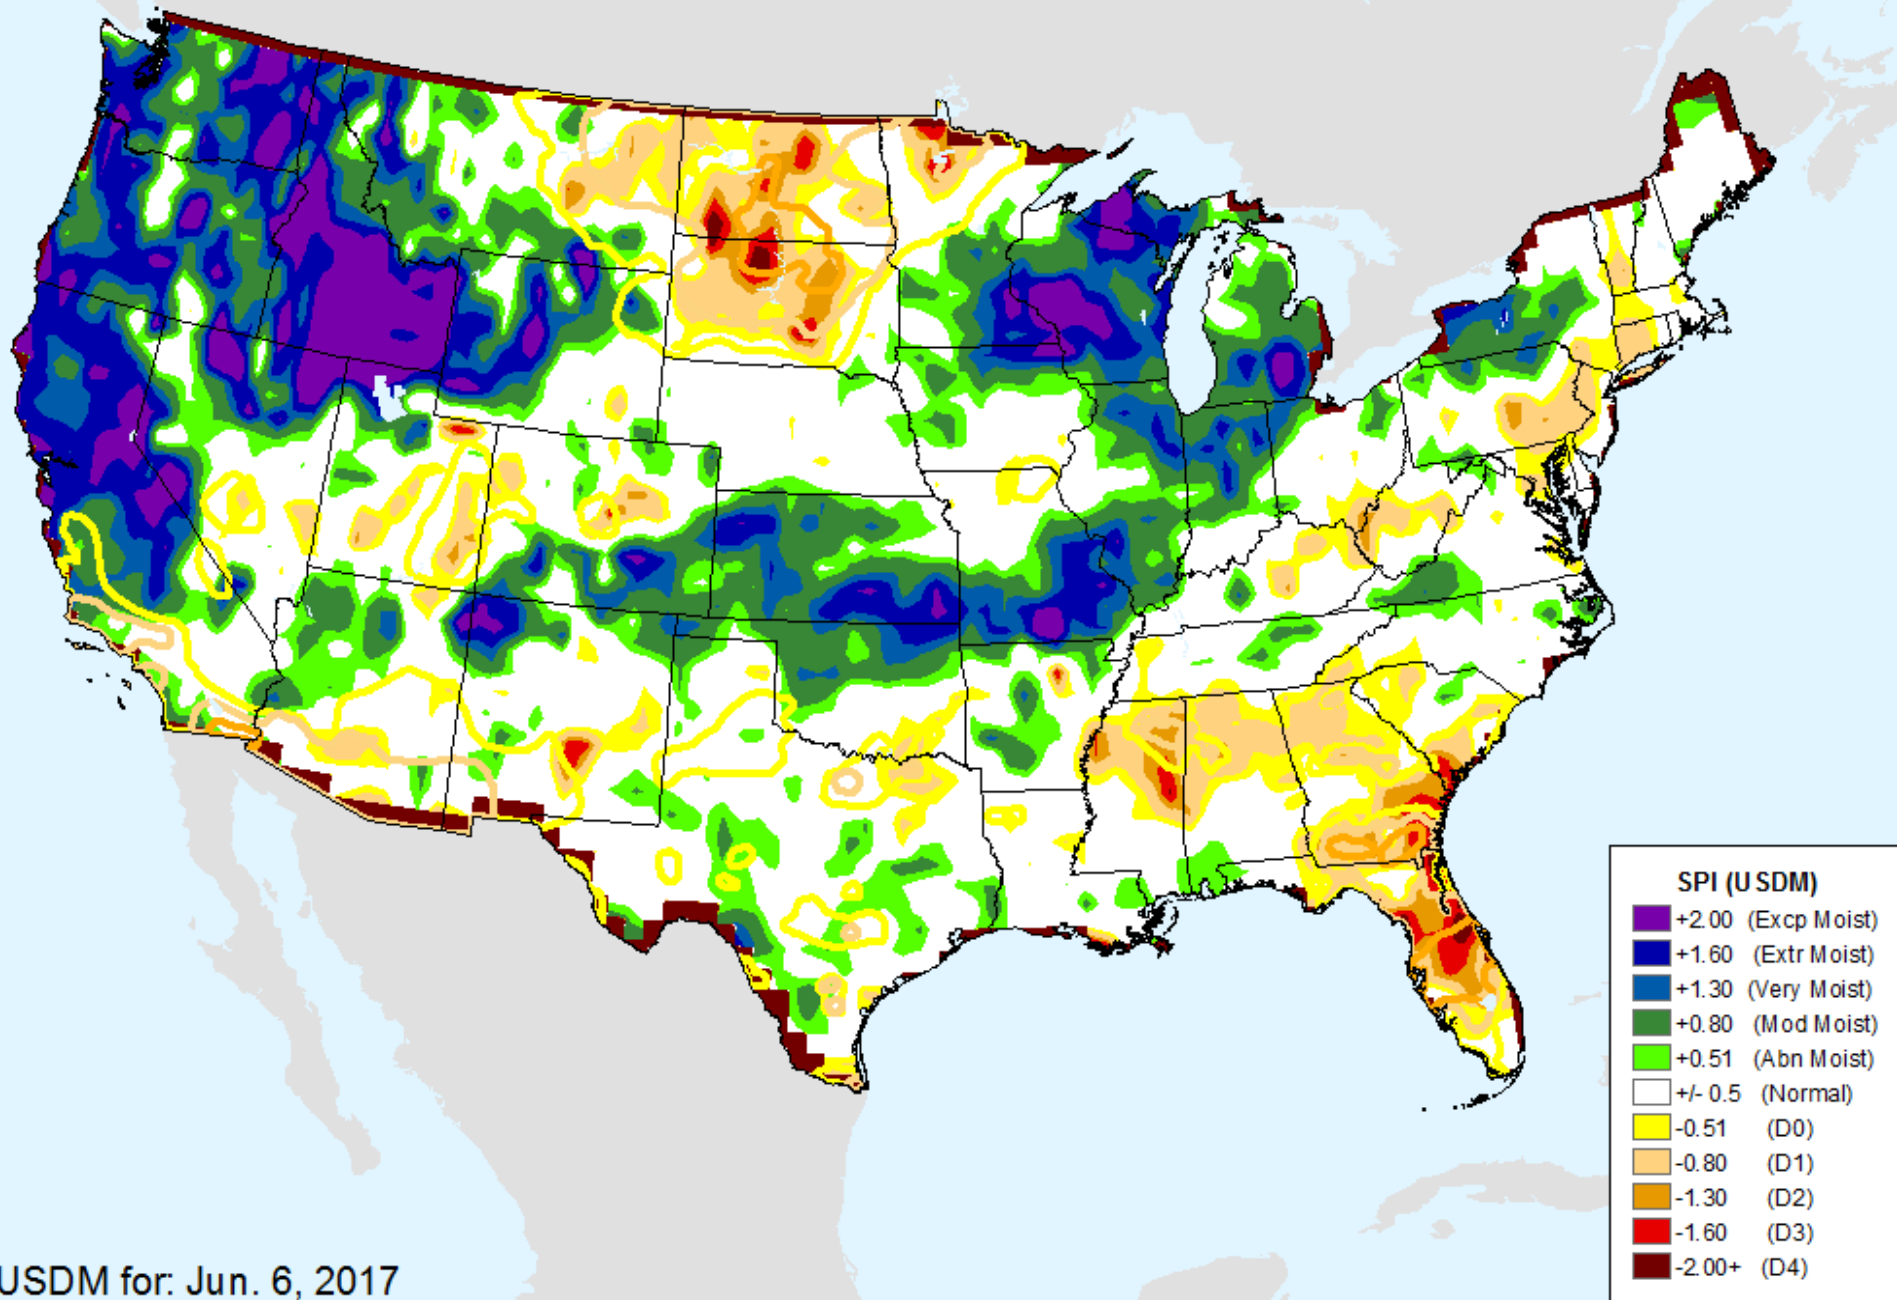 SPI (USDM)
+2.00 (Excp Moist)
+1.60 (Extr Moist)
+1.30 (Very Moist)
+0.80 (Mod Moist)
+0.51 (Abn Moist)
+/- 0.5 (Normal)
-0.51 (D0)
-0.80 (D1)
-1.30 (D2)
-1.60 (D3)
-2.00+ (D4)
USDM for: Jun. 6, 2017